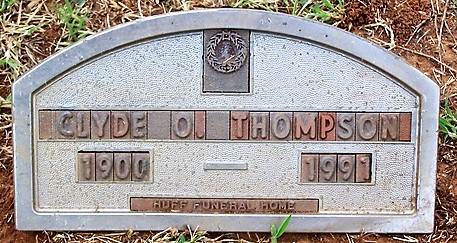 CLYDE O. THOMPSON
1900 — 1991
HUFF FUNERAL HOME